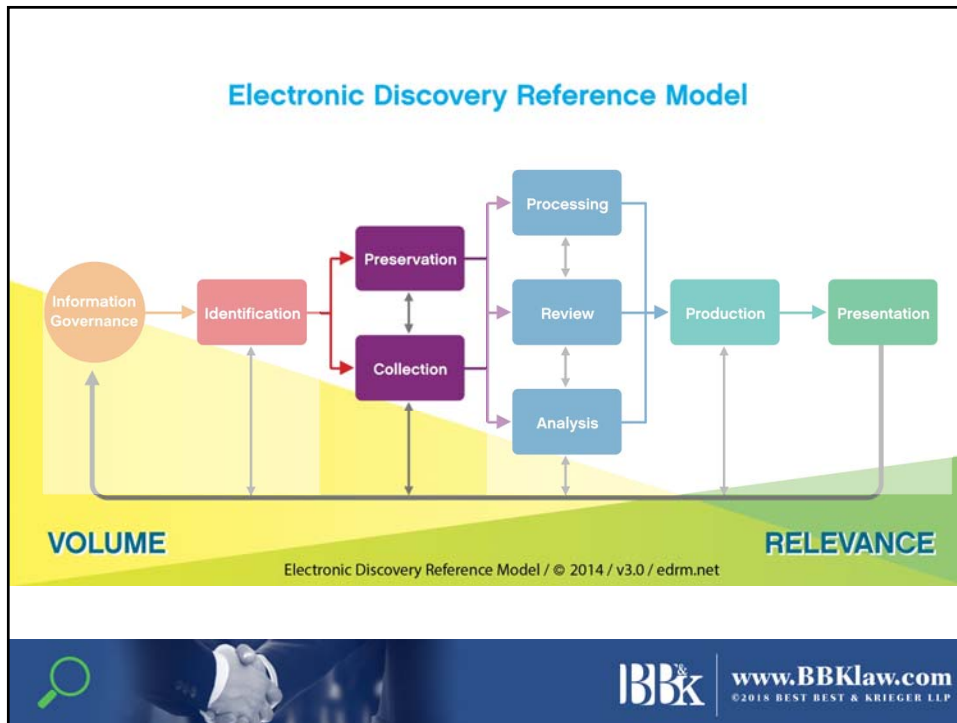 Electronic Discovery Reference Model
Information
Governance
Identification
Preservation
Collection
Processing
Review
Analysis
Production
Presentation
VOLUME
RELEVANCE
Electronic Discovery Reference Model / © 2014 / v3.0 / edrm.net
BB&K
www.BBKlaw.com
©2018 BEST BEST & KRIEGER LLP